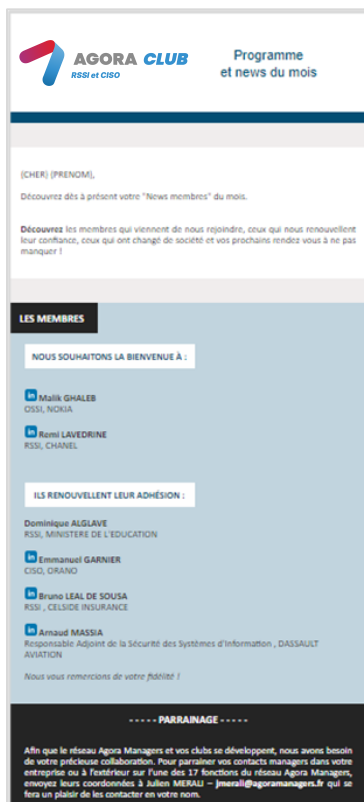 AGORA CLUB
RSSI et CISO
Programme
et news du mois
(CHER) (PRENOM),
Découvrez dès à présent votre "News membres" du mois.
Découvrez les membres qui viennent de nous rejoindre, ceux qui nous renouvellent
leur confiance, ceux qui ont changé de société et vos prochains rendez vous à ne pas
manquer !
LES MEMBRES
NOUS SOUHAITONS LA BIENVENUE À :
in Malik GHALEB
OSSI, NOKIA
in Remi LAVEDRINE
RSSI, CHANEL
ILS RENOUVELLENT LEUR ADHÉSION :
Dominique ALGLAVE
RSSI, MINISTERE DE L'EDUCATION
in Emmanuel GARNIER
CISO, ORANO
in Bruno LEAL DE SOUSA
RSSI , CELSIDE INSURANCE
in Arnaud MASSIA
Responsable Adjoint de la Sécurité des Systèmes d'Information , DASSAULT
AVIATION
Nous vous remercions de votre fidélité !
- - - - - PARRAINAGE - - - - -
Afin que le réseau Agora Managers et vos clubs se développent, nous avons besoin
de votre précieuse collaboration. Pour parrainer vos contacts managers dans votre
entreprise ou à l'extérieur sur l'une des 17 fonctions du réseau Agora Managers,
envoyez leurs coordonnées à Julien MERALI – jmerali@agoramanagers.fr qui se
fera un plaisir de les contacter en votre nom.